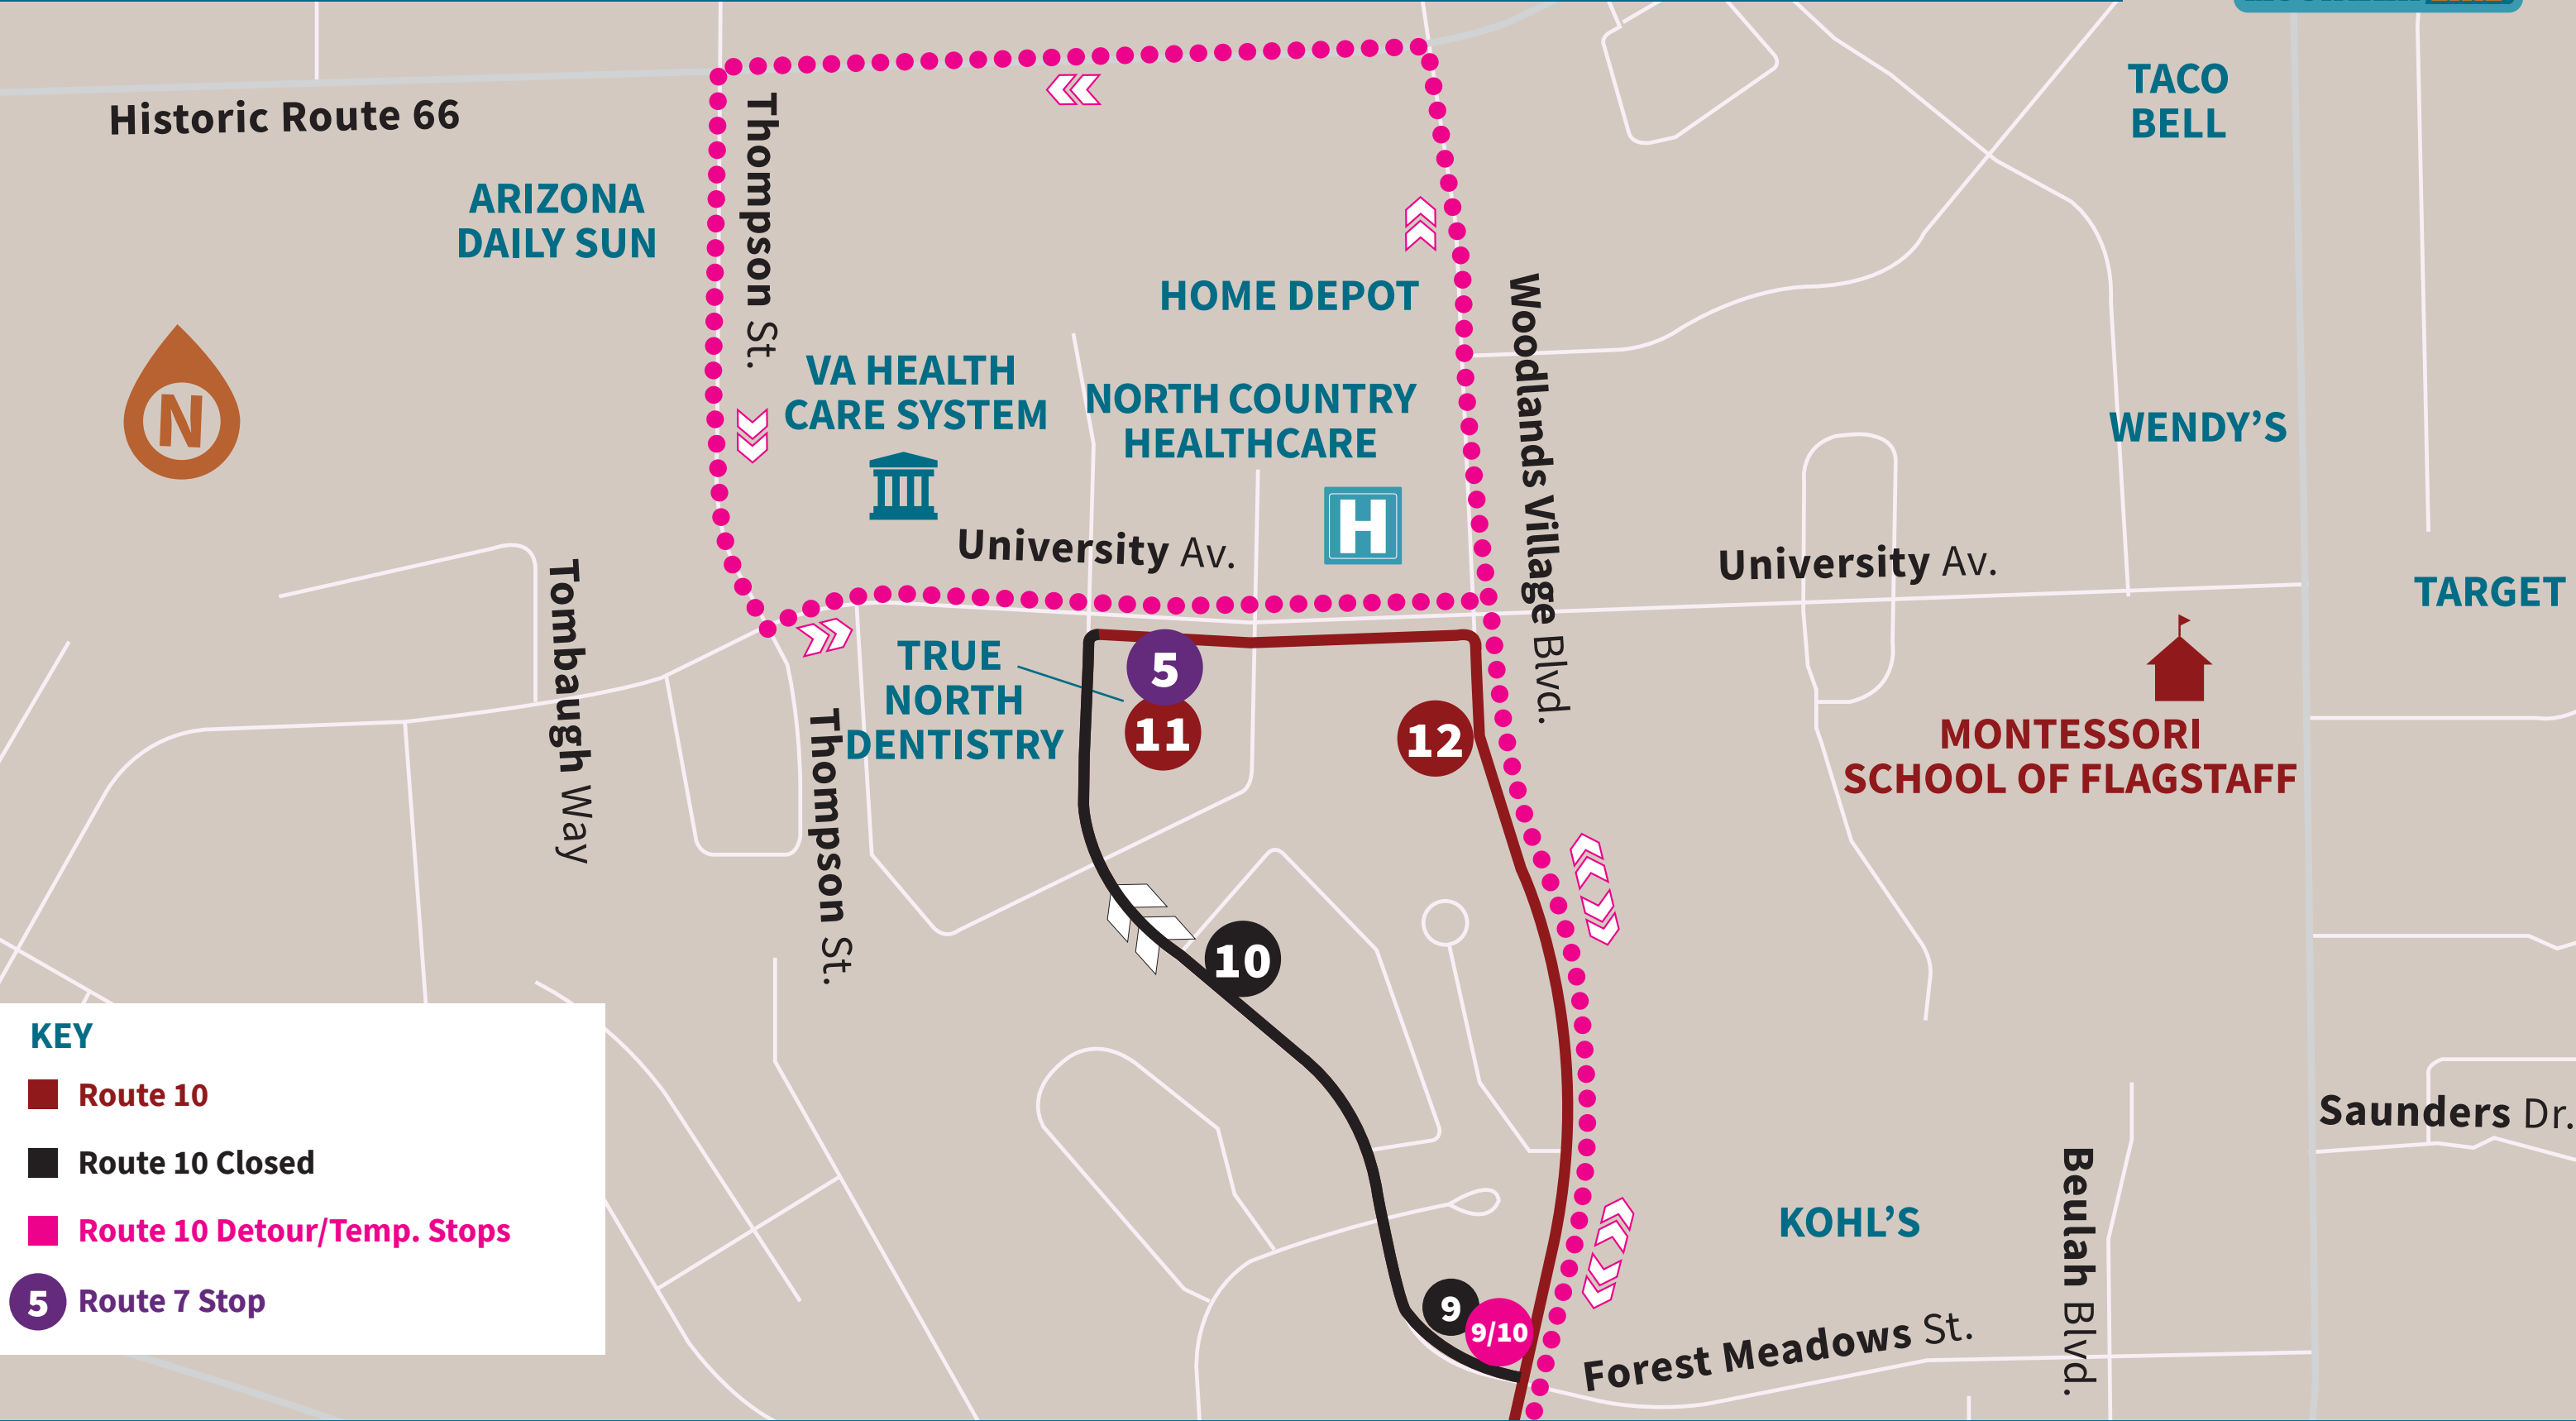 TACO
BELL
Historic Route 66
Thompson St.
ARIZONA
DAILY SUN
HOME DEPOT
Woodlands Village Blvd.
VA HEALTH
CARE SYSTEM
NORTH COUNTRY
HEALTHCARE
N
WENDY’S
H
University Av.
University Av.
TARGET
Tombaugh Way
TRUE
NORTH
DENTISTRY
5
11
12
MONTESSORI
SCHOOL OF FLAGSTAFF
Thompson St.
10
KEY
Route 10
Route 10 Closed
Route 10 Detour/Temp. Stops
5 Route 7 Stop
Saunders Dr.
Beulah Blvd.
KOHL’S
9
9/10
Forest Meadows St.